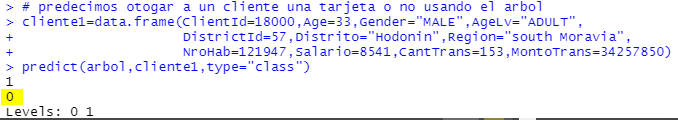 > # predecimos otogar a un cliente una tarjeta o no usando el arbol
> cliente1=data.frame(ClientId=18000,Age=33,Gender="MALE",AgeLv="ADULT",
+ DistrictId=57,Distrito="Hodonin",Region="south Moravia",
+ NroHab=121947,Salario=8541,CantTrans=153,MontoTrans=34257850)
> predict(arbol,cliente1,type="class")
1
0
Levels: 0 1